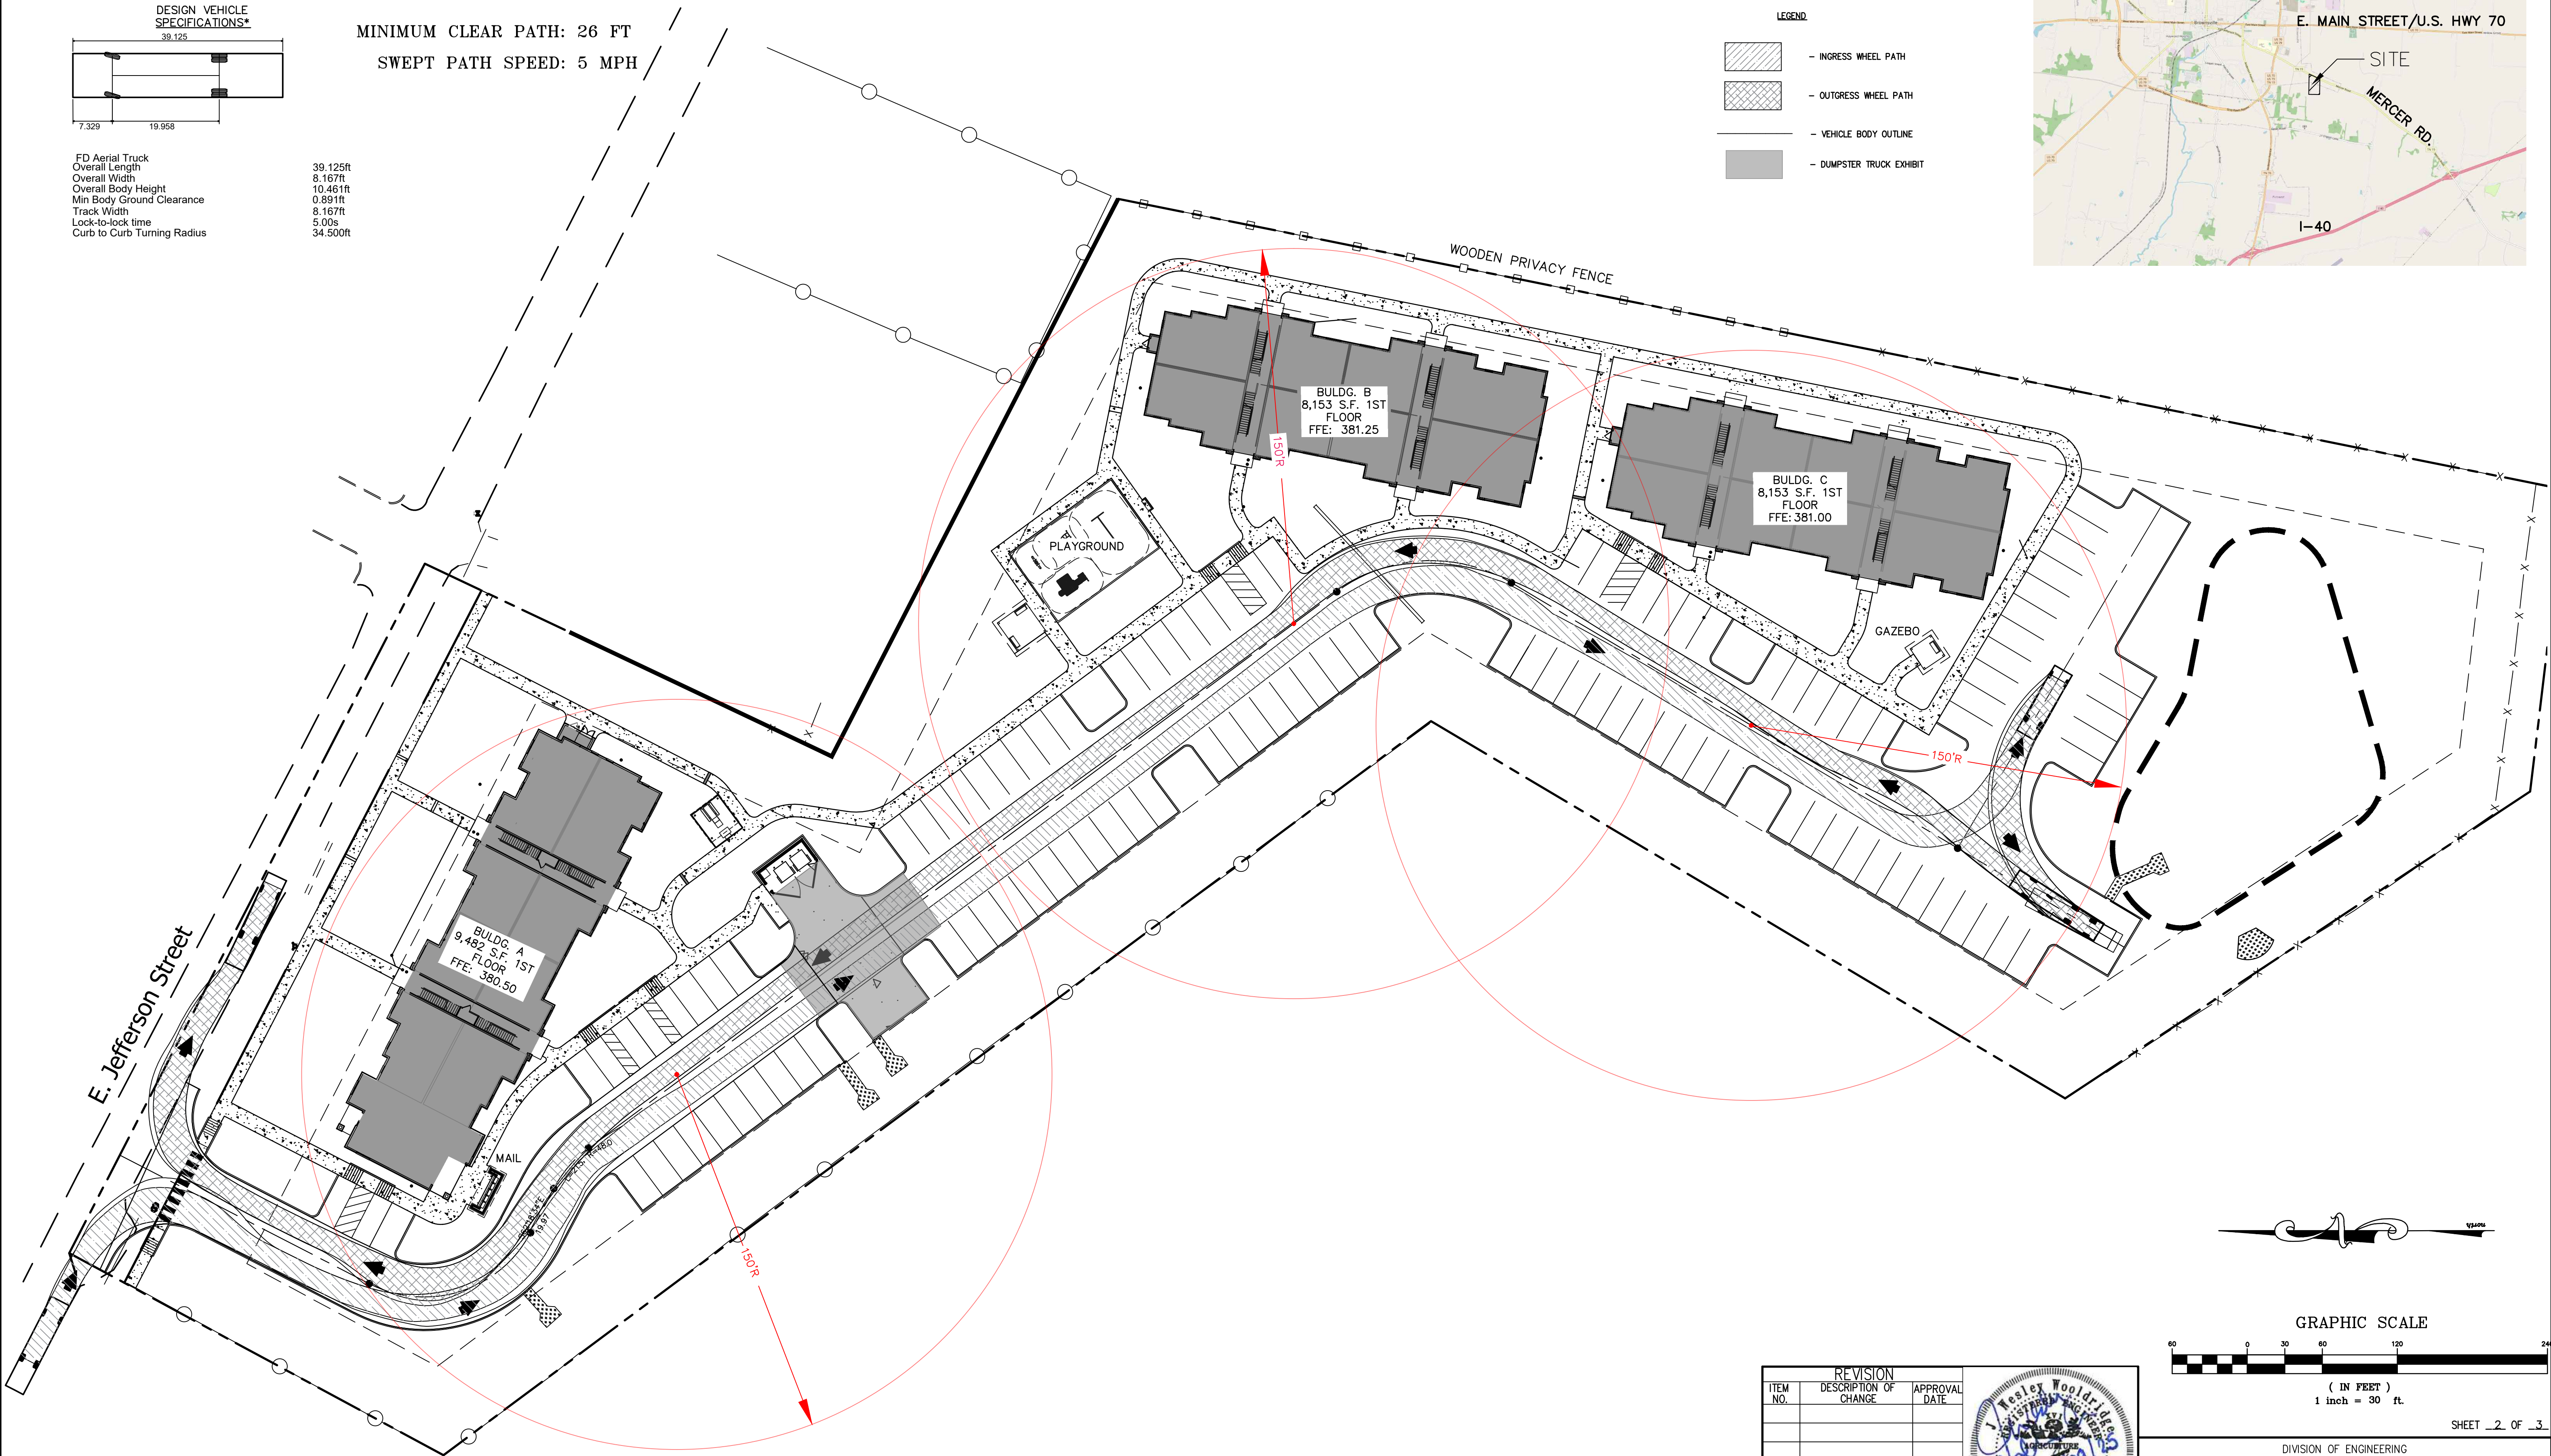 DESIGN VEHICLE
SPECIFICATIONS*
39.125
7.329
19.958
FD Aerial Truck
Overall Length 39.125ft
Overall Width 8.167ft
Overall Body Height 10.461ft
Min Body Ground Clearance 0.891ft
Track Width 8.167ft
Lock-to-lock time 5.00s
Curb to Curb Turning Radius 34.500ft
MINIMUM CLEAR PATH: 26 FT
SWEPT PATH SPEED: 5 MPH
LEGEND
- INGRESS WHEEL PATH
- OUTGRESS WHEEL PATH
- VEHICLE BODY OUTLINE
- DUMPSTER TRUCK EXHIBIT
E. MAIN STREET/U.S. HWY 70
SITE
MERCER RD.
I-40
WOODEN PRIVACY FENCE
BULDG. B
8,153 S.F. 1ST
FLOOR
FFE: 381.25
150'R
BULDG. C
8,153 S.F. 1ST
FLOOR
FFE: 381.00
PLAYGROUND
GAZEBO
150'R
BULDG. A
9,482 S.F. 1ST
FLOOR
FFE: 380.50
E. Jefferson Street
MAIL
150'R
north
GRAPHIC SCALE
60 0 30 60 120
( IN FEET )
1 inch = 30 ft.
REVISION
ITEM NO.
DESCRIPTION OF CHANGE
APPROVAL DATE
J Wesley Wooldridge
REGISTERED ENGINEER
AGRICULTURE
SHEET 2 OF 3
DIVISION OF ENGINEERING